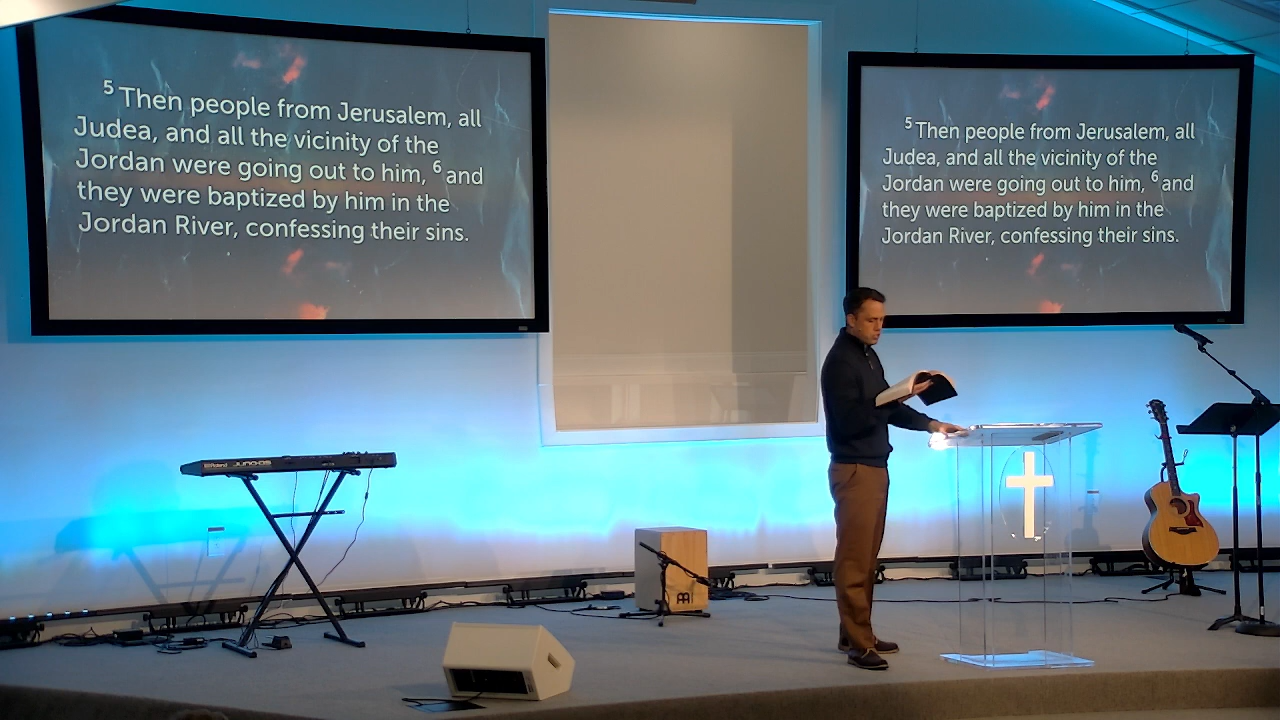 5 Then people from Jerusalem, all
Judea, and all the vicinity of the
Jordan were going out to him, 6 and
they were baptized by him in the
Jordan River, confessing their sins.
5 Then people from Jerusalem, all
Judea, and all the vicinity of the
Jordan were going out to him, 6 and
they were baptized by him in the
Jordan River, confessing their sins.
Roland JUNO-DS